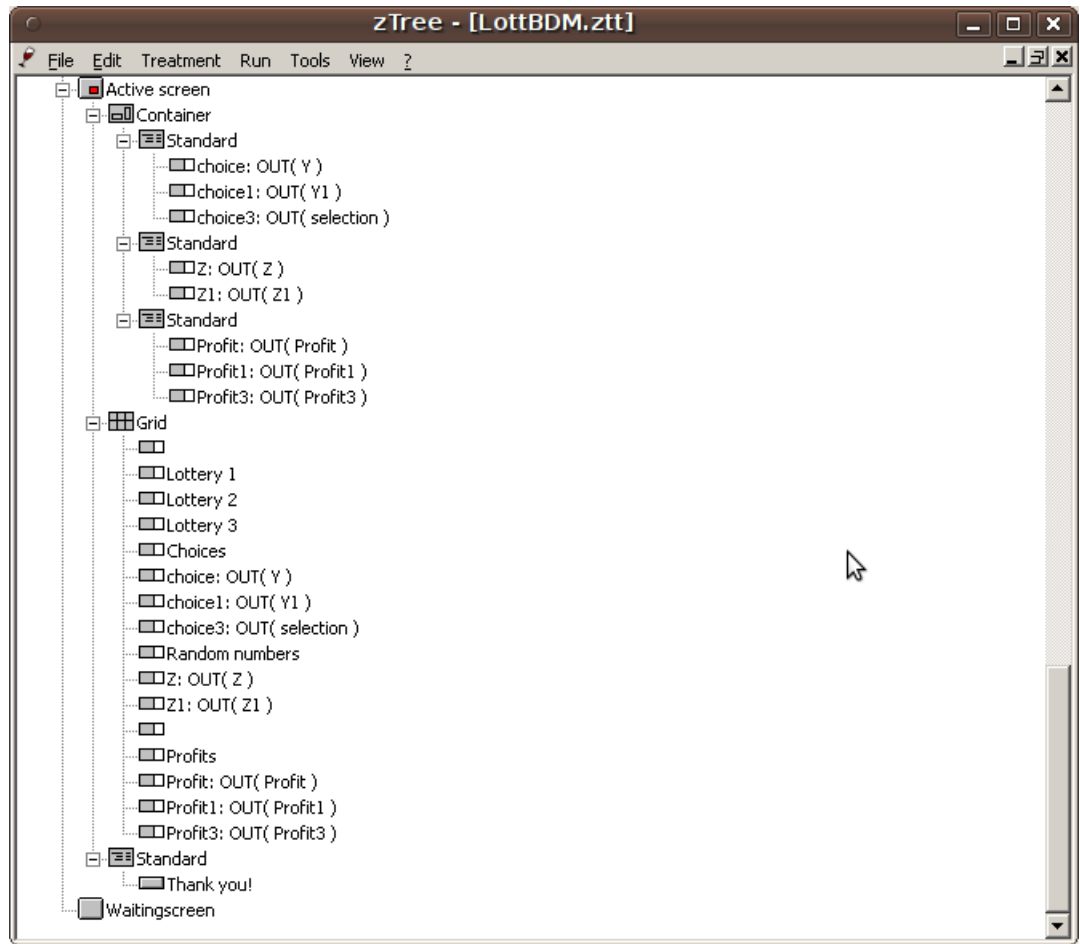 zTree - [LottBDM.ztt]
File Edit Treatment Run Tools View ?
Active screen
Container
Standard
choice: OUT( Y )
choice1: OUT( Y1 )
choice3: OUT( selection )
Standard
Z: OUT( Z )
Z1: OUT( Z1 )
Standard
Profit: OUT( Profit )
Profit1: OUT( Profit1 )
Profit3: OUT( Profit3 )
Grid
Lottery 1
Lottery 2
Lottery 3
Choices
choice: OUT( Y )
choice1: OUT( Y1 )
choice3: OUT( selection )
Random numbers
Z: OUT( Z )
Z1: OUT( Z1 )
Profits
Profit: OUT( Profit )
Profit1: OUT( Profit1 )
Profit3: OUT( Profit3 )
Standard
Thank you!
Waitingscreen